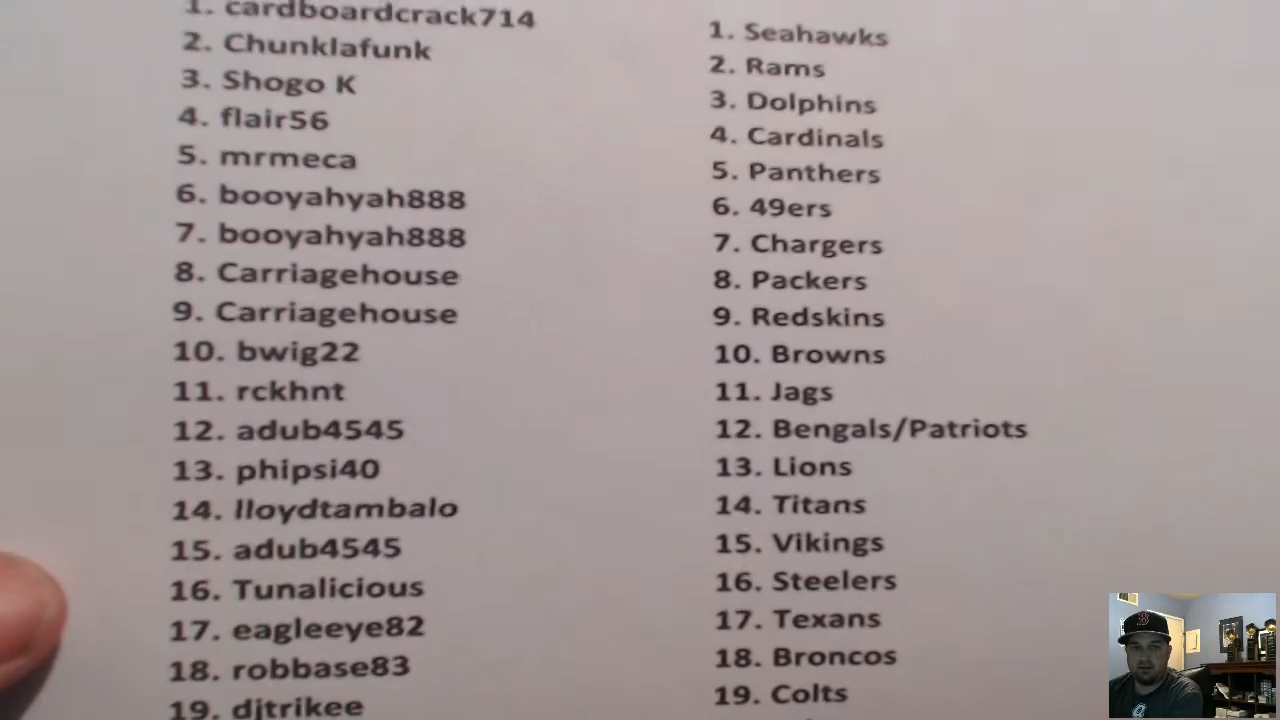 1. cardboardcrack714
2. Chunklafunk
3. Shogo K
4. flair56
5. mrmeca
6. booyahyah888
7. booyahyah888
8. Carriagehouse
9. Carriagehouse
10. bwig22
11. rckhnt
12. adub4545
13. phipsi40
14. lloydtambalo
15. adub4545
16. Tunalicious
17. eagleeye82
18. robbase83
19. djtrikee
1. Seahawks
2. Rams
3. Dolphins
4. Cardinals
5. Panthers
6. 49ers
7. Chargers
8. Packers
9. Redskins
10. Browns
11. Jags
12. Bengals/Patriots
13. Lions
14. Titans
15. Vikings
16. Steelers
17. Texans
18. Broncos
19. Colts
B